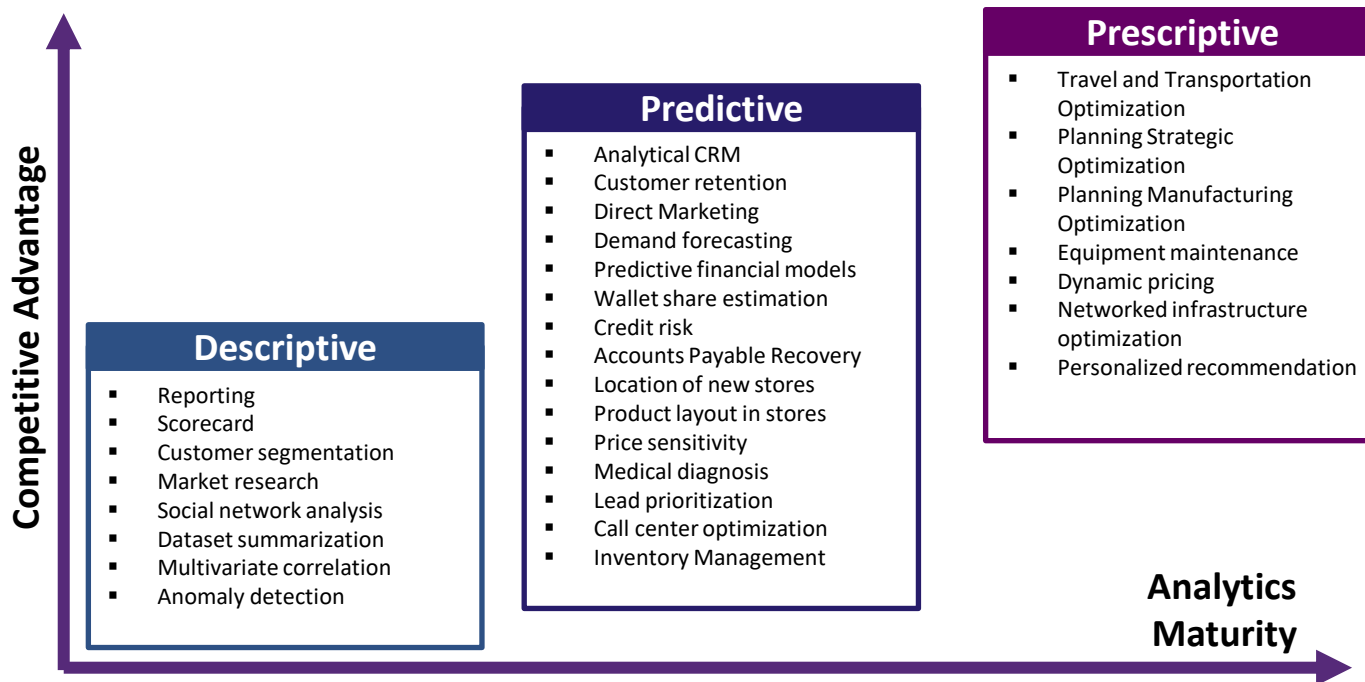 Competitive Advantage
Descriptive
▪ Reporting
▪ Scorecard
▪ Customer segmentation
▪ Market research
▪ Social network analysis
▪ Dataset summarization
▪ Multivariate correlation
▪ Anomaly detection
Predictive
▪ Analytical CRM
▪ Customer retention
▪ Direct Marketing
▪ Demand forecasting
▪ Predictive financial models
▪ Wallet share estimation
▪ Credit risk
▪ Accounts Payable Recovery
▪ Location of new stores
▪ Product layout in stores
▪ Price sensitivity
▪ Medical diagnosis
▪ Lead prioritization
▪ Call center optimization
▪ Inventory Management
Prescriptive
▪ Travel and Transportation
Optimization
▪ Planning Strategic
Optimization
▪ Planning Manufacturing
Optimization
▪ Equipment maintenance
▪ Dynamic pricing
▪ Networked infrastructure
optimization
▪ Personalized recommendation
Analytics
Maturity